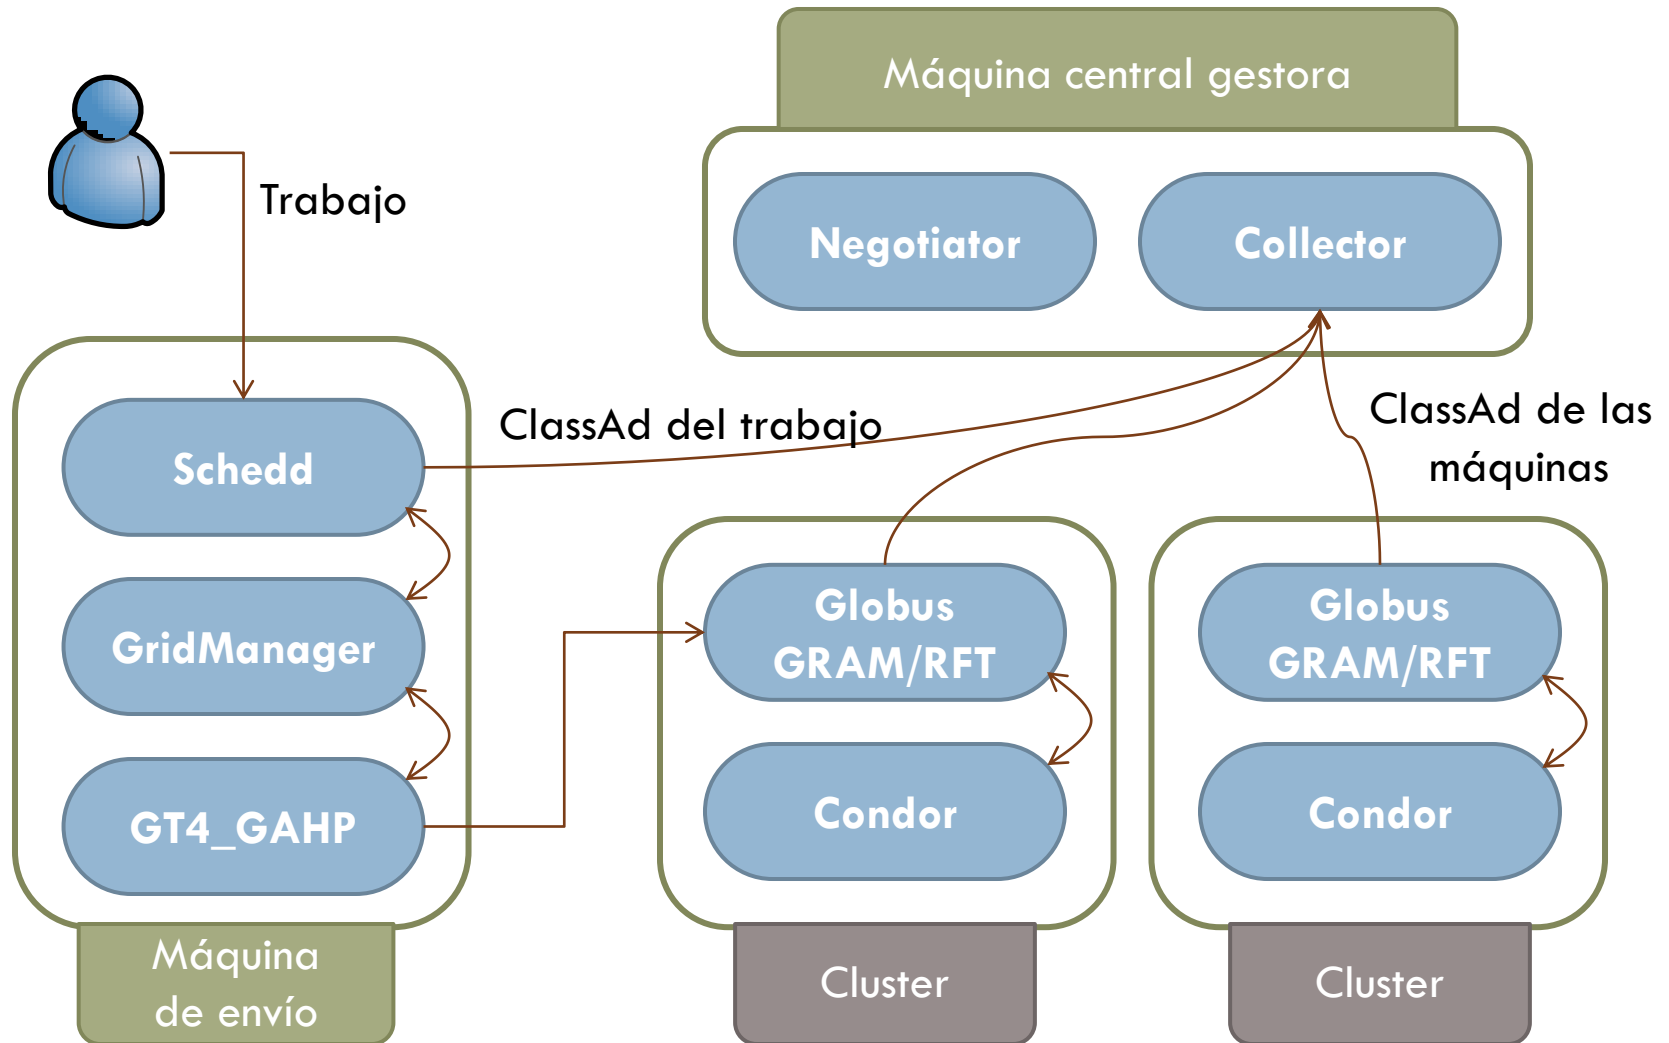 Máquina central gestora
Trabajo
Negotiator
Collector
ClassAd del trabajo
ClassAd de las
máquinas
Schedd
GridManager
GT4_GAHP
Máquina
de envío
Globus
GRAM/RFT
Condor
Cluster
Globus
GRAM/RFT
Condor
Cluster